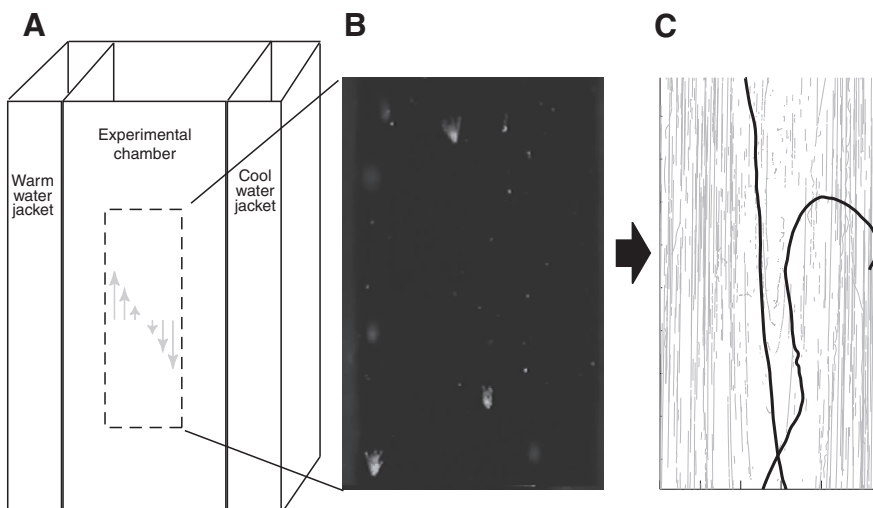 A
B
C
Experimental
chamber
Warm
water
jacket
Cool
water
jacket